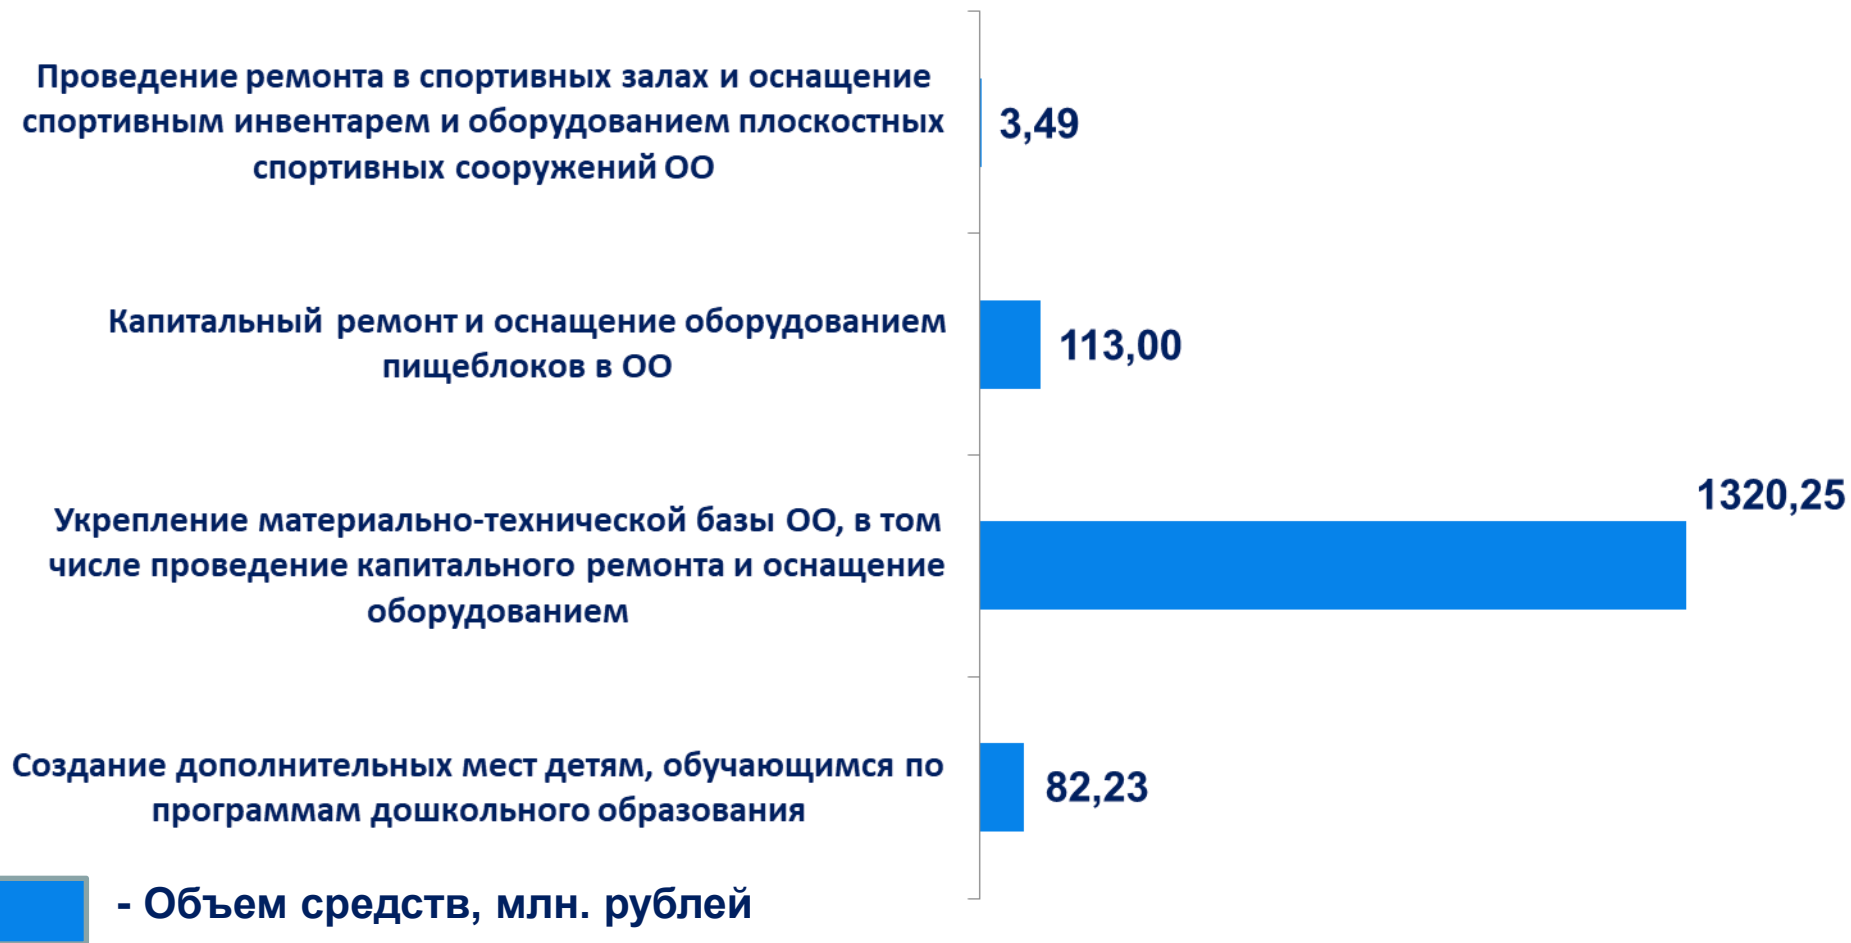 Проведение ремонта в спортивных залах и оснащение
спортивным инвентарем и оборудованием плоскостных
спортивных сооружений ОО
3,49
Капитальный ремонт и оснащение оборудованием
пищеблоков в ОО
113,00
Укрепление материально-технической базы ОО, в том
числе проведение капитального ремонта и оснащение
оборудованием
1320,25
Создание дополнительных мест детям, обучающимся по
программам дошкольного образования
82,23
- Объем средств, млн. рублей